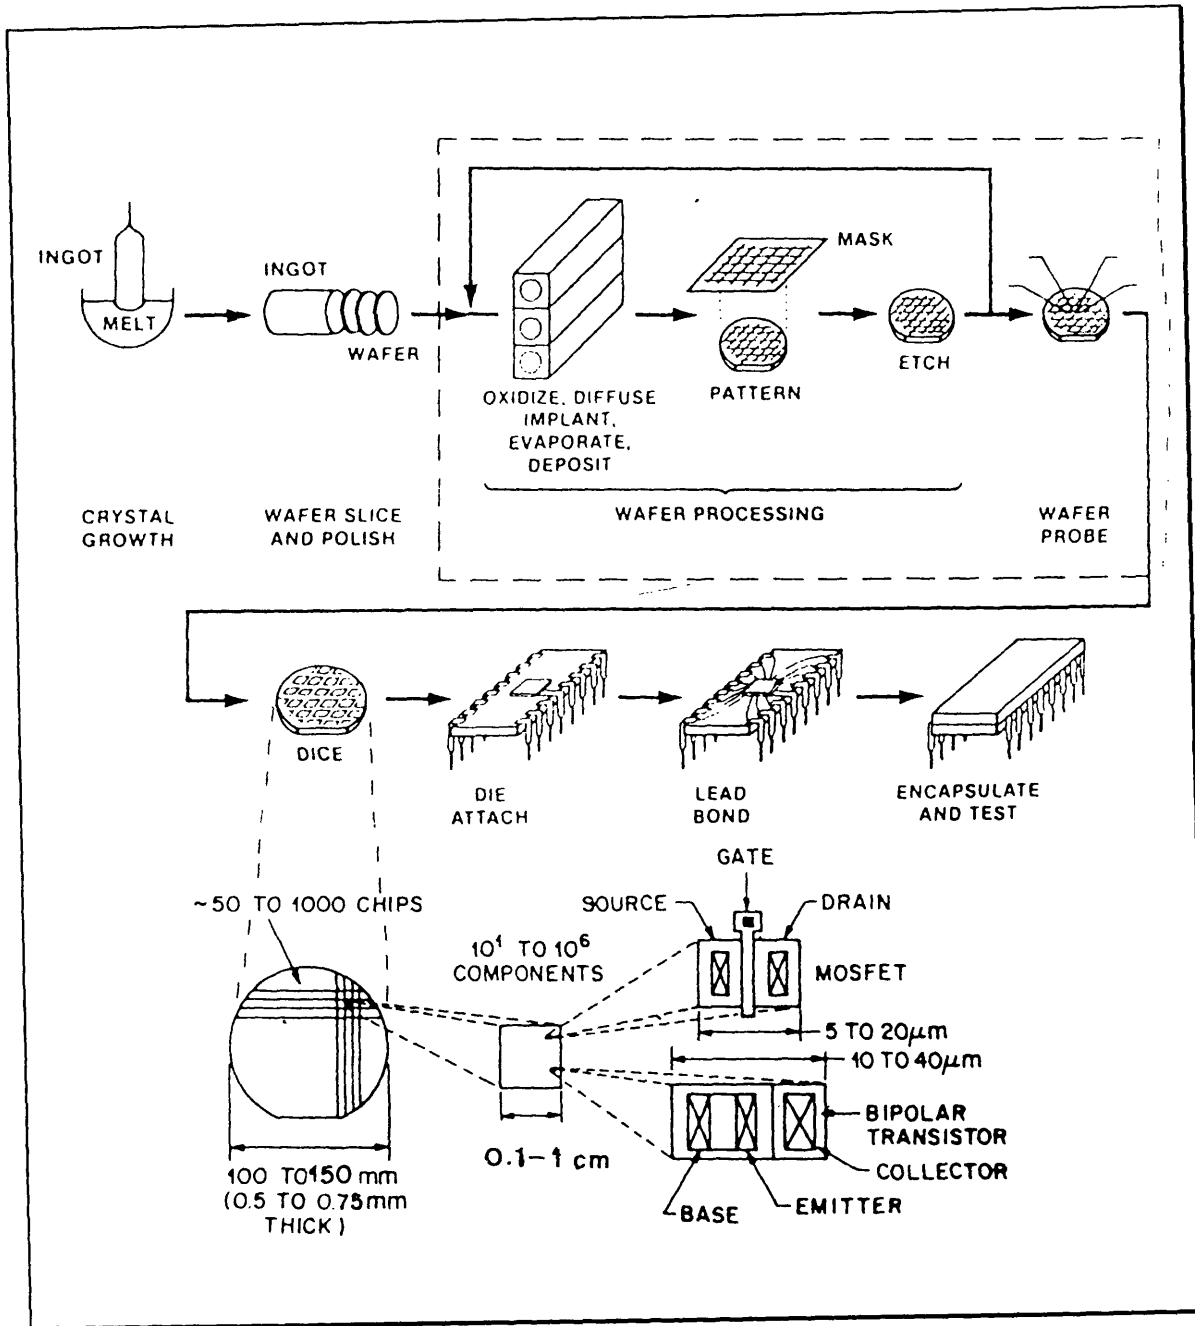 INGOT
MELT
INGOT
WAFER
OXIDIZE, DIFFUSE
IMPLANT,
EVAPORATE,
DEPOSIT
MASK
PATTERN
ETCH
CRYSTAL
GROWTH
WAFER SLICE
AND POLISH
WAFER PROCESSING
WAFER
PROBE
DICE
DIE
ATTACH
LEAD
BOND
ENCAPSULATE
AND TEST
~50 TO 1000 CHIPS
100 TO 150 mm
(0.5 TO 0.75mm
THICK)
10⁴ TO 10⁶
COMPONENTS
0.1–1 cm
GATE
SOURCE
DRAIN
MOSFET
5 TO 20µm
10 TO 40µm
BIPOLAR
TRANSISTOR
COLLECTOR
EMITTER
BASE